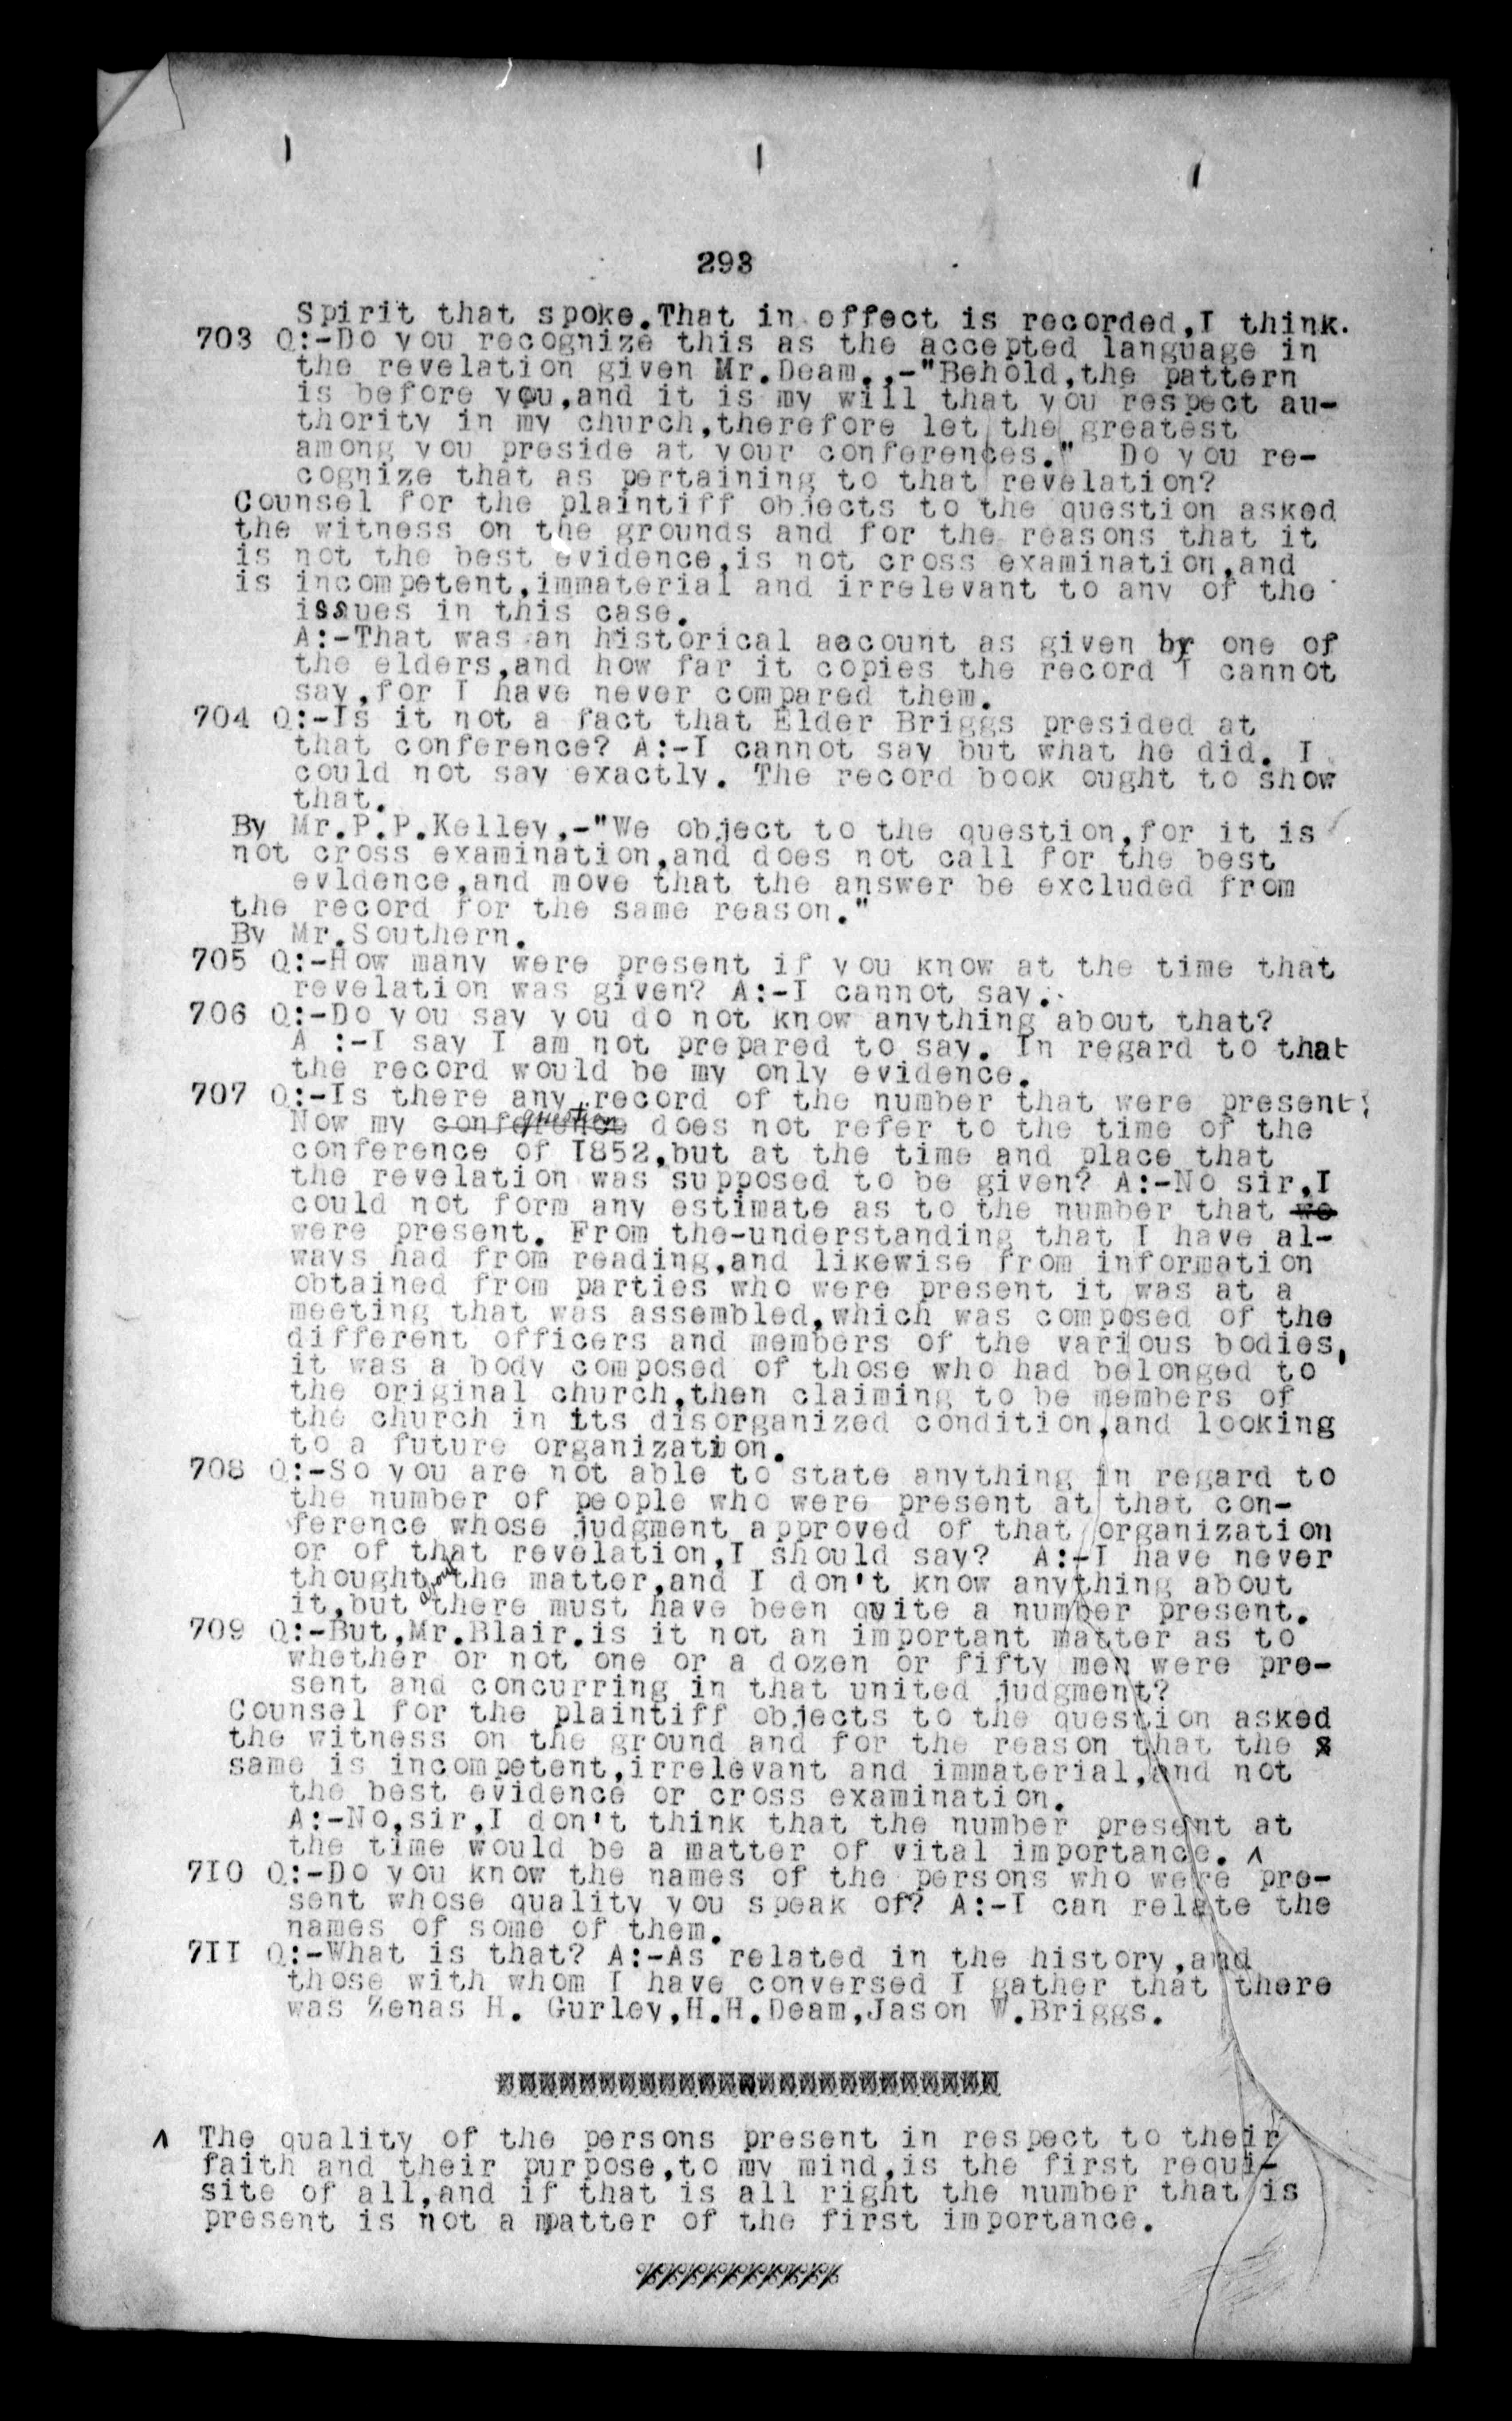 293
Spirit that spoke.That in effect is recorded,I think.
703 Q:-Do you recognize this as the accepted language in
the revelation given Mr.Deam.,-"Behold,the pattern
is before you,and it is my will that you respect au-
thority in my church,therefore let the greatest
among you preside at your conferences." Do you re-
cognize that as pertaining to that revelation?
Counsel for the plaintiff objects to the question asked
the witness on the grounds and for the reasons that it
is not the best evidence,is not cross examination,and
is incompetent,immaterial and irrelevant to any of the
issues in this case.
A:-That was an historical account as given by one of
the elders,and how far it copies the record I cannot
say,for I have never compared them.
704 Q:-Is it not a fact that Elder Briggs presided at
that conference? A:-I cannot say but what he did. I
could not say exactly. The record book ought to show
that.
By Mr.P.P.Kelley,-"We object to the question,for it is
not cross examination,and does not call for the best
evidence,and move that the answer be excluded from
the record for the same reason."
By Mr.Southern.
705 Q:-How many were present if you know at the time that
revelation was given? A:-I cannot say.
706 Q:-Do you say you do not know anything about that?
A :-I say I am not prepared to say. In regard to that
the record would be my only evidence.
707 Q:-Is there any record of the number that were present;
Now my conference question does not refer to the time of the
conference of I852,but at the time and place that
the revelation was supposed to be given? A:-No sir,I
could not form any estimate as to the number that we
were present. From the-understanding that I have al-
ways had from reading,and likewise from information
obtained from parties who were present it was at a
meeting that was assembled,which was composed of the
different officers and members of the various bodies,
it was a body composed of those who had belonged to
the original church,then claiming to be members of
the church in its disorganized condition,and looking
to a future organization.
708 Q:-So you are not able to state anything in regard to
the number of people who were present at that con-
ference whose judgment approved of that organization
or of that revelation,I should say? A:-I have never
thought about the matter,and I don't know anything about
it,but there must have been quite a number present.
709 Q:-But,Mr.Blair.is it not an important matter as to
whether or not one or a dozen or fifty men were pre-
sent and concurring in that united judgment?
Counsel for the plaintiff objects to the question asked
the witness on the ground and for the reason that the s
same is incompetent,irrelevant and immaterial,and not
the best evidence or cross examination.
A:-No,sir,I don't think that the number present at
the time would be a matter of vital importance. ^
7I0 Q:-Do you know the names of the persons who were pre-
sent whose quality you speak of? A:-I can relate the
names of some of them.
7II Q:-What is that? A:-As related in the history,and
those with whom I have conversed I gather that there
was Zenas H. Gurley,H.H.Deam,Jason W.Briggs.
^ The quality of the persons present in respect to their
faith and their purpose,to my mind,is the first requi-
site of all,and if that is all right the number that is
present is not a matter of the first importance.